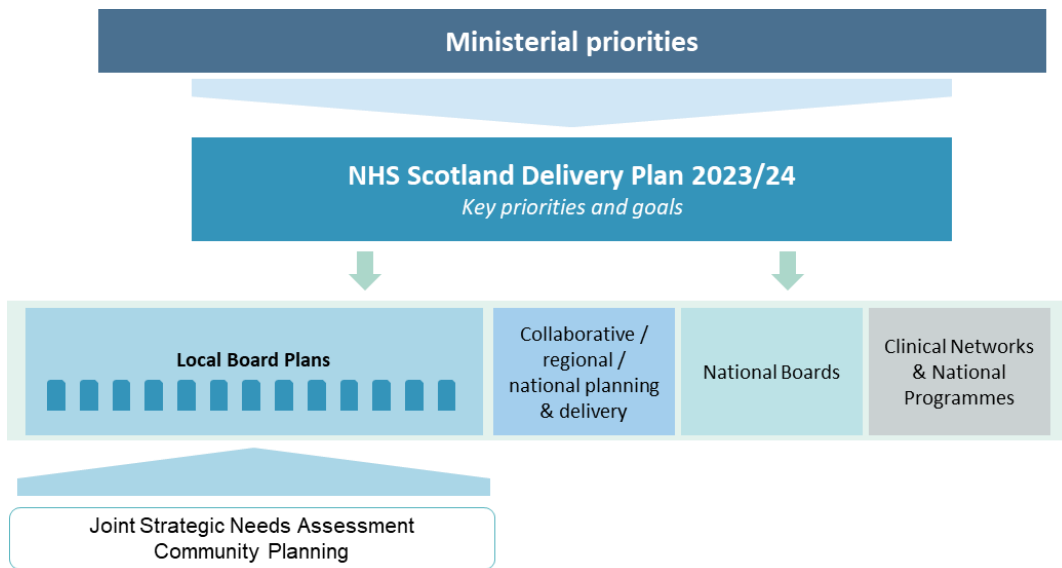 Ministerial priorities
NHS Scotland Delivery Plan 2023/24
Key priorities and goals
Local Board Plans
Collaborative /
regional /
national planning
& delivery
National Boards
Clinical Networks
& National
Programmes
Joint Strategic Needs Assessment
Community Planning